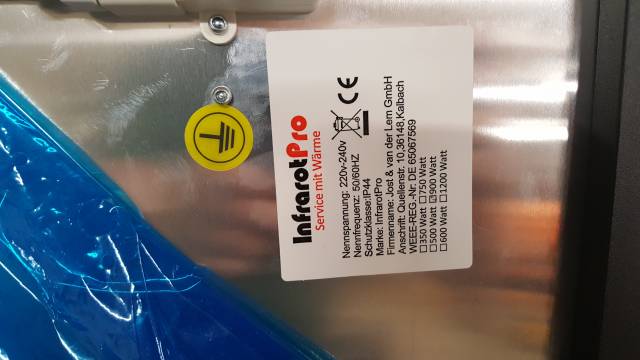 InfrarotPro
Service mit Wärme
Nennspannung: 220v-240v
Nennfrequenz: 50/60HZ
Schutzklasse:IP44
Marke: InfrarotPro
Firmenname: Jost & van der Lem GmbH
Anschrift: Quellenstr. 10,36148,Kalbach
WEEE-REG.-Nr.: DE 65067569
☐350 Watt ☐750 Watt
☐500 Watt ☑900 Watt
☐600 Watt ☐1200 Watt
CE